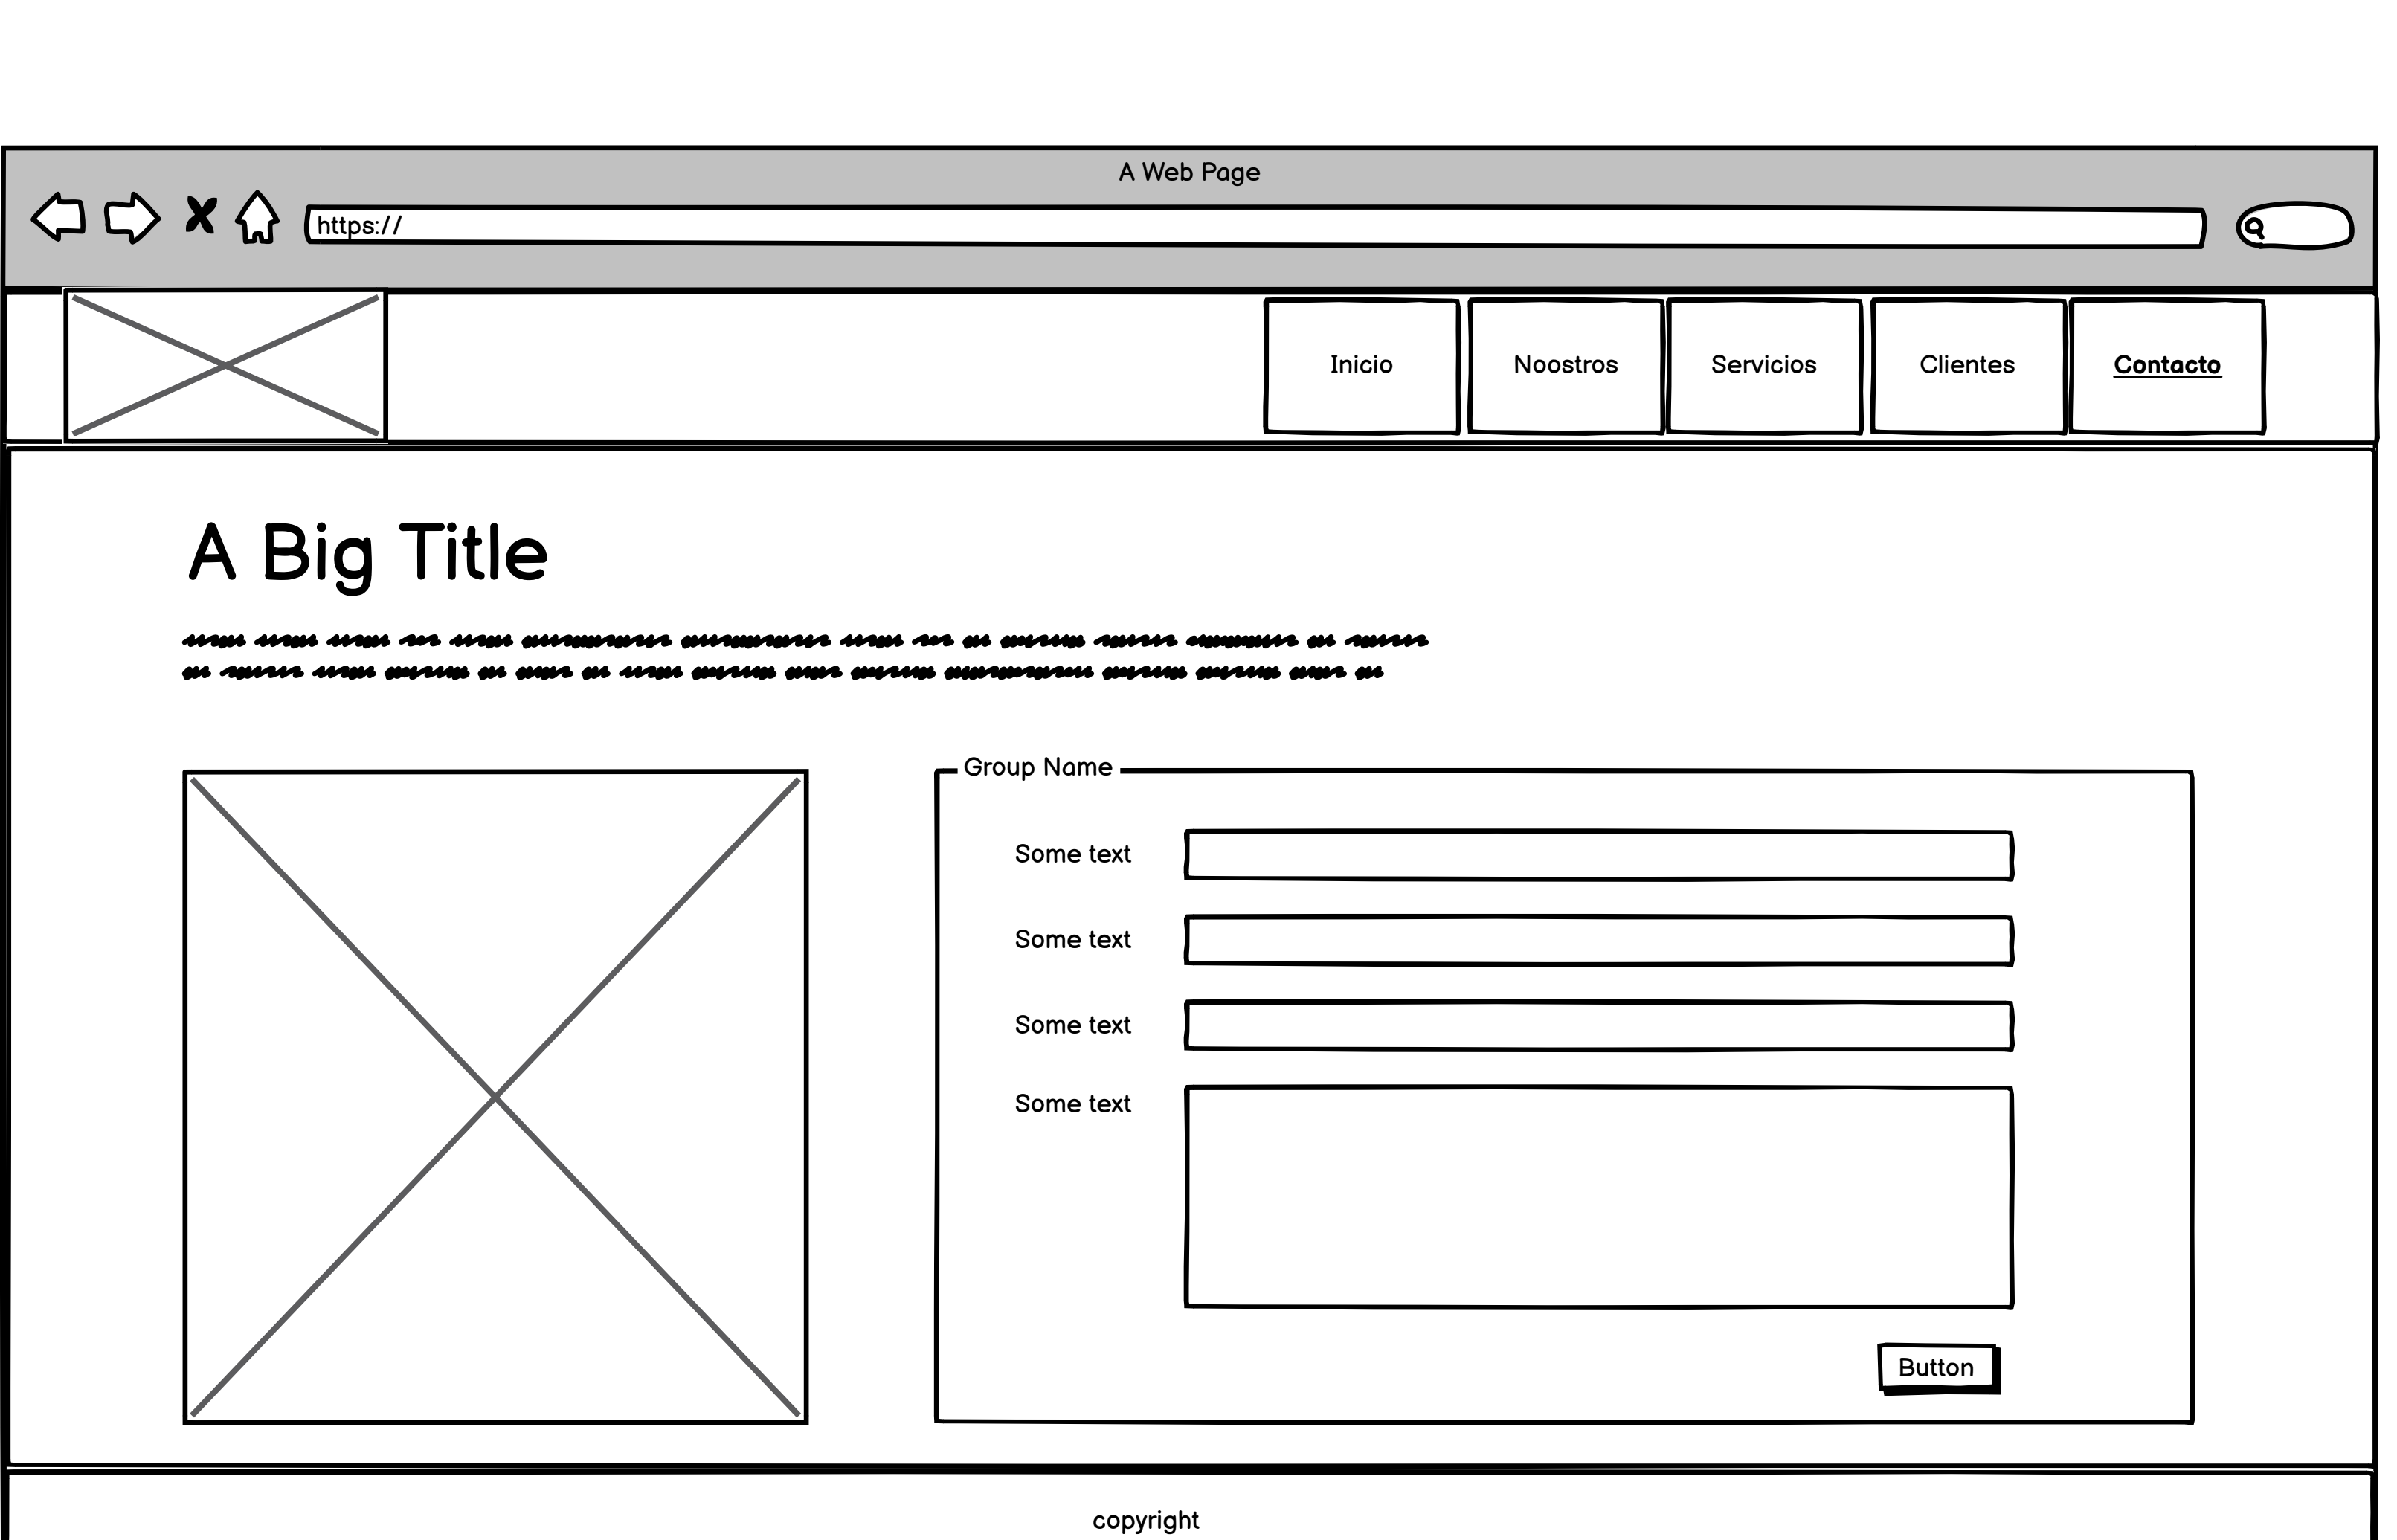 A Web Page
https://
Inicio
Noostros
Servicios
Clientes
Contacto
A Big Title
Group Name
Some text
Some text
Some text
Some text
Button
copyright